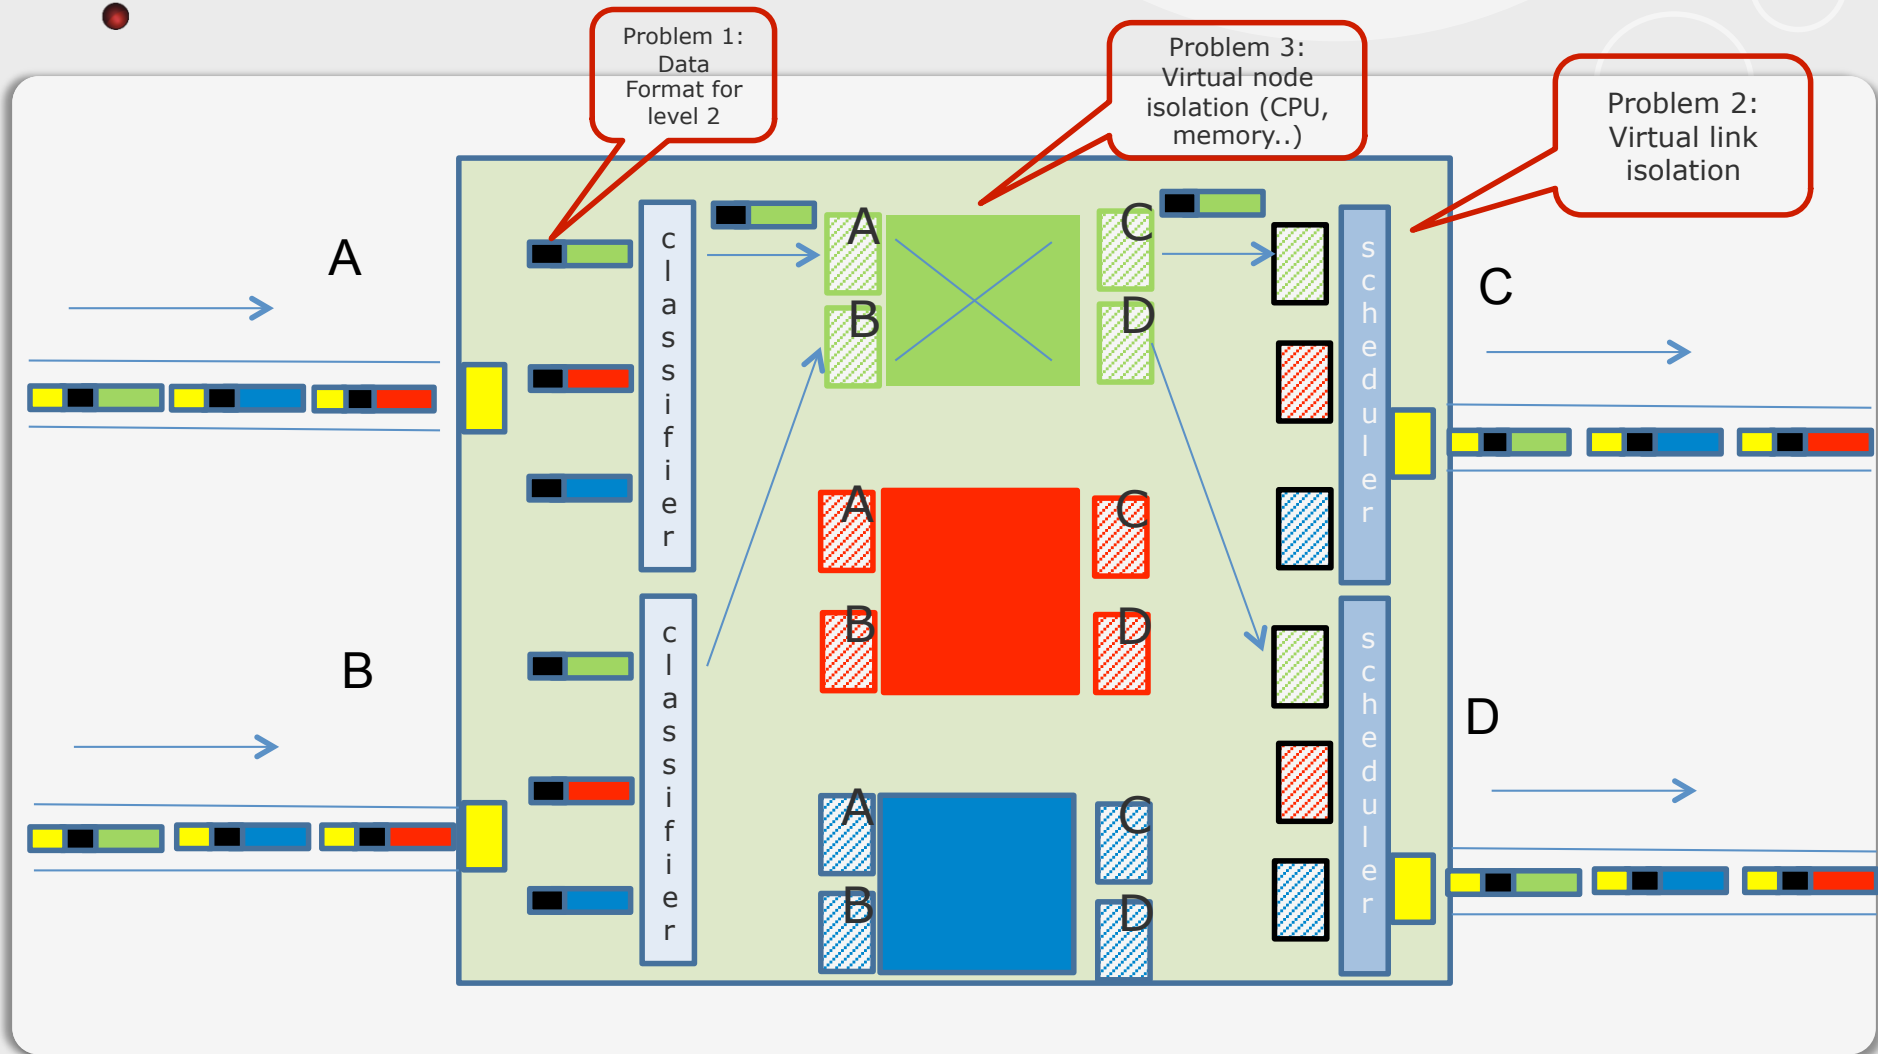 Problem 1:
Data
Format for
level 2
Problem 3:
Virtual node
isolation (CPU,
memory..)
Problem 2:
Virtual link
isolation
A
B
classifier
classifier
A
B
C
D
A
B
C
D
A
B
C
D
scheduler
scheduler
C
D